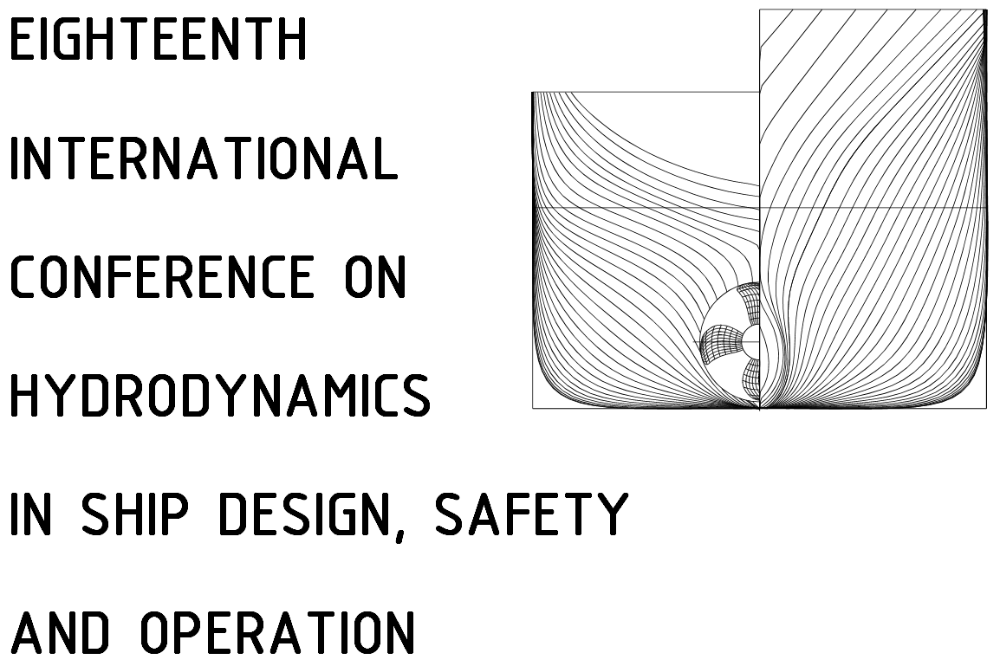 EIGHTEENTH
INTERNATIONAL
CONFERENCE ON
HYDRODYNAMICS
IN SHIP DESIGN, SAFETY
AND OPERATION